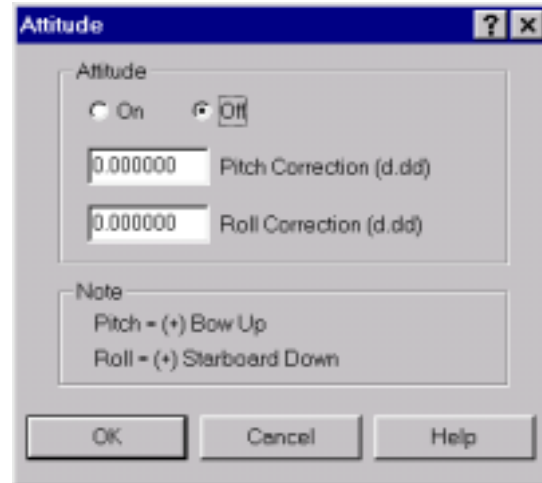 Attitude
Attitude
On Off
0.000000 Pitch Correction (d.dd)
0.000000 Roll Correction (d.dd)
Note
Pitch = (+) Bow Up
Roll = (+) Starboard Down
OK Cancel Help